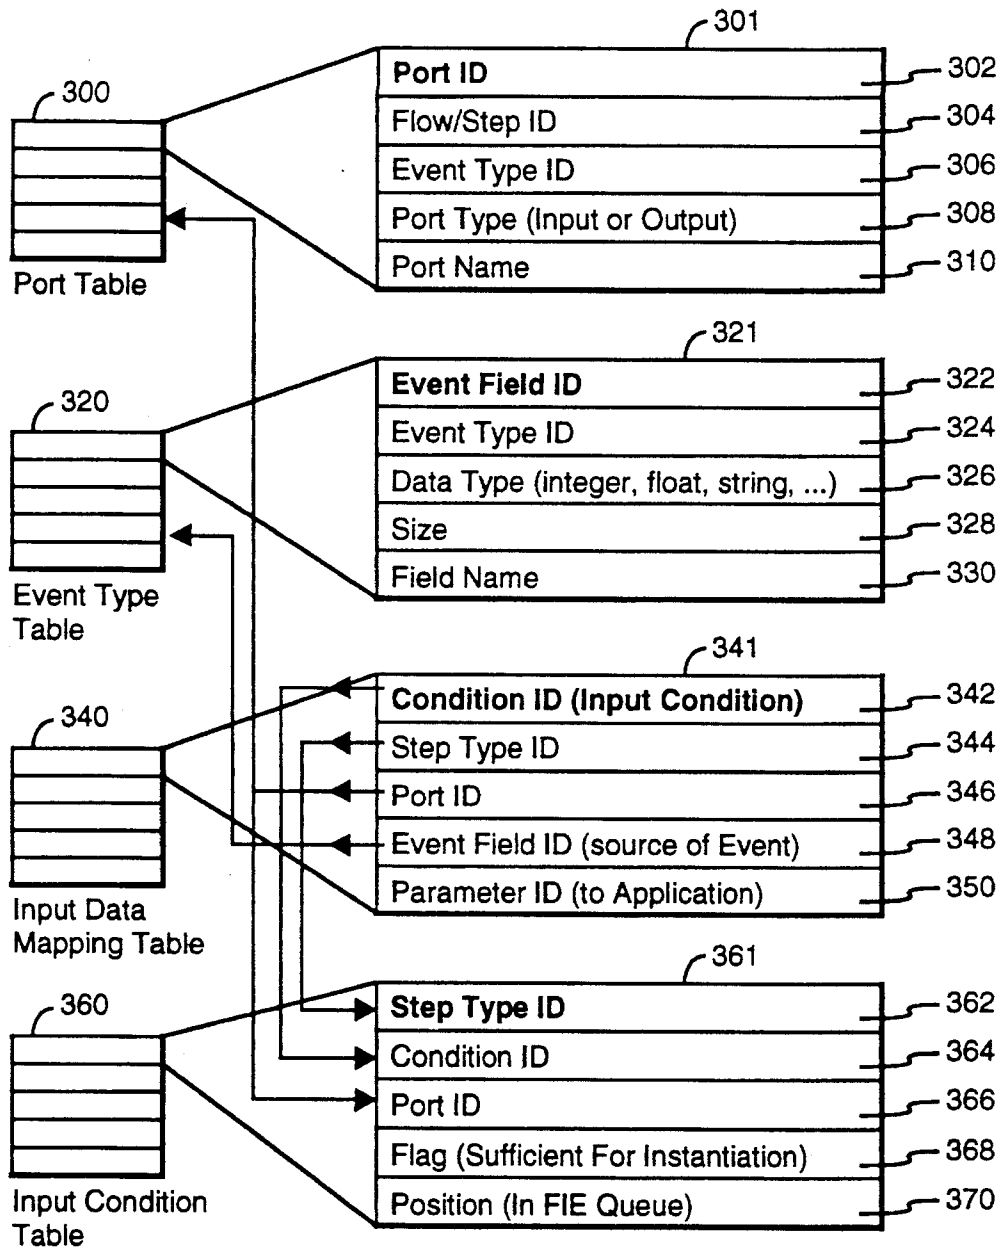 301
Port ID
302
300
Flow/Step ID
304
Event Type ID
306
Port Type (Input or Output)
308
Port Name
310
Port Table
321
Event Field ID
322
320
Event Type ID
324
Data Type (integer, float, string, ...)
326
Size
328
Field Name
330
Event Type
Table
341
Condition ID (Input Condition)
342
340
Step Type ID
344
Port ID
346
Event Field ID (source of Event)
348
Parameter ID (to Application)
350
Input Data
Mapping Table
361
Step Type ID
362
360
Condition ID
364
Port ID
366
Flag (Sufficient For Instantiation)
368
Position (In FIE Queue)
370
Input Condition
Table